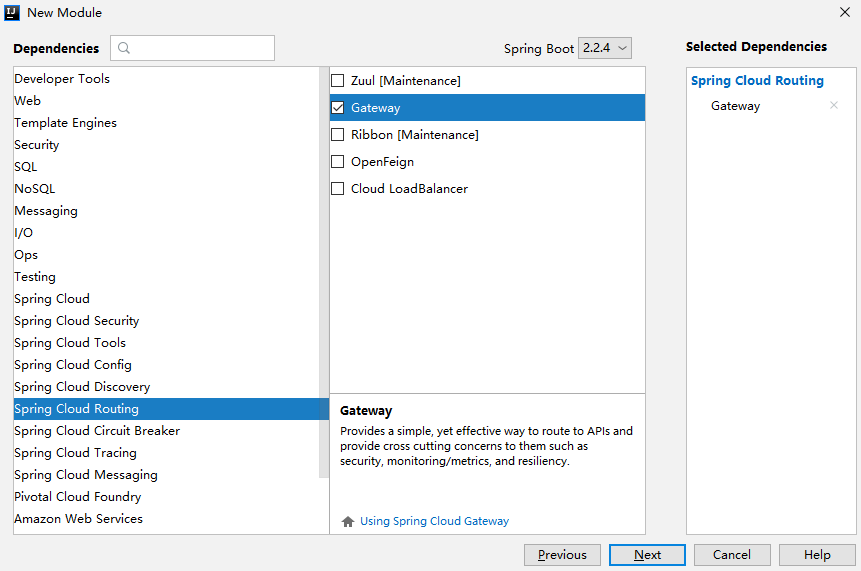 IJ
New Module
Dependencies
Spring Boot 2.2.4
Selected Dependencies
Developer Tools
Web
Template Engines
Security
SQL
NoSQL
Messaging
I/O
Ops
Testing
Spring Cloud
Spring Cloud Security
Spring Cloud Tools
Spring Cloud Config
Spring Cloud Discovery
Spring Cloud Routing
Spring Cloud Circuit Breaker
Spring Cloud Tracing
Spring Cloud Messaging
Pivotal Cloud Foundry
Amazon Web Services
Zuul [Maintenance]
Gateway
Ribbon [Maintenance]
OpenFeign
Cloud LoadBalancer
Gateway
Provides a simple, yet effective way to route to APIs and
provide cross cutting concerns to them such as
security, monitoring/metrics, and resiliency.
Using Spring Cloud Gateway
Spring Cloud Routing
Gateway
Previous
Next
Cancel
Help